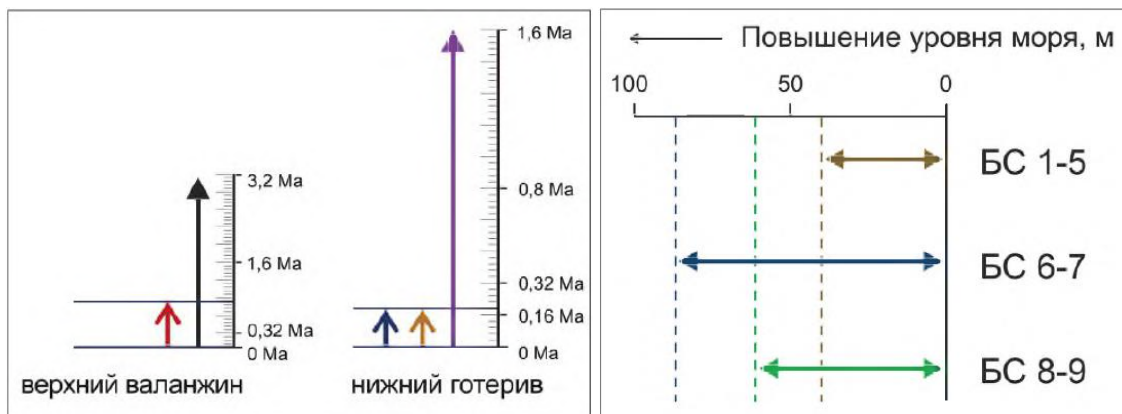 3,2 Ma
1,6 Ma
0,32 Ma
0 Ma
верхний валанжин
1,6 Ma
0,8 Ma
0,32 Ma
0,16 Ma
0 Ma
нижний готерив
Повышение уровня моря, м
100 50 0
БС 1-5
БС 6-7
БС 8-9